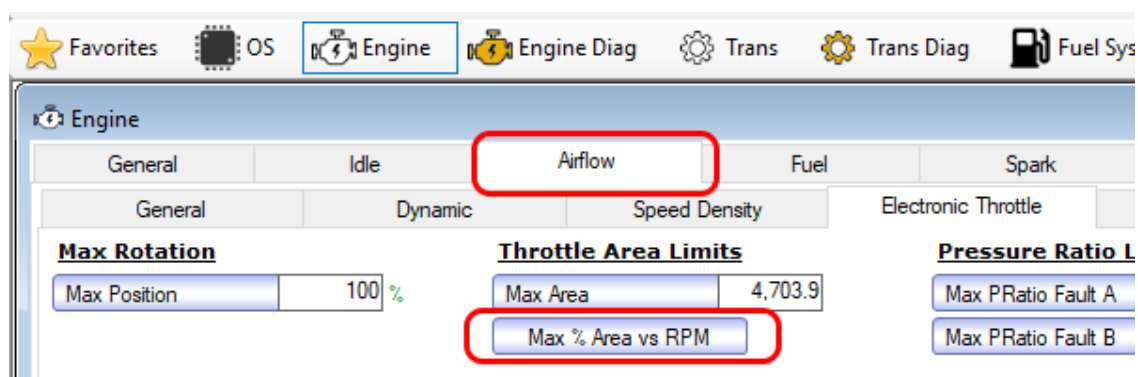 Favorites OS Engine Engine Diag Trans Trans Diag Fuel Sys
Engine
General Idle Airflow Fuel Spark
General Dynamic Speed Density Electronic Throttle
Max Rotation Throttle Area Limits Pressure Ratio L
Max Position 100 % Max Area 4,703.9 Max PRatio Fault A
Max % Area vs RPM Max PRatio Fault B